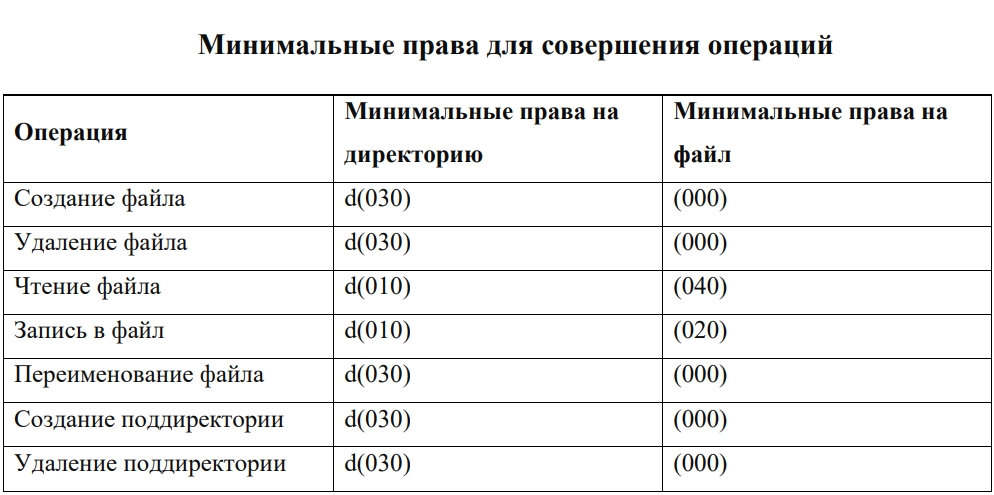 Минимальные права для совершения операций
Операция
Минимальные права на
директорию
Минимальные права на
файл
Создание файла d(030) (000)
Удаление файла d(030) (000)
Чтение файла d(010) (040)
Запись в файл d(010) (020)
Переименование файла d(030) (000)
Создание поддиректории d(030) (000)
Удаление поддиректории d(030) (000)